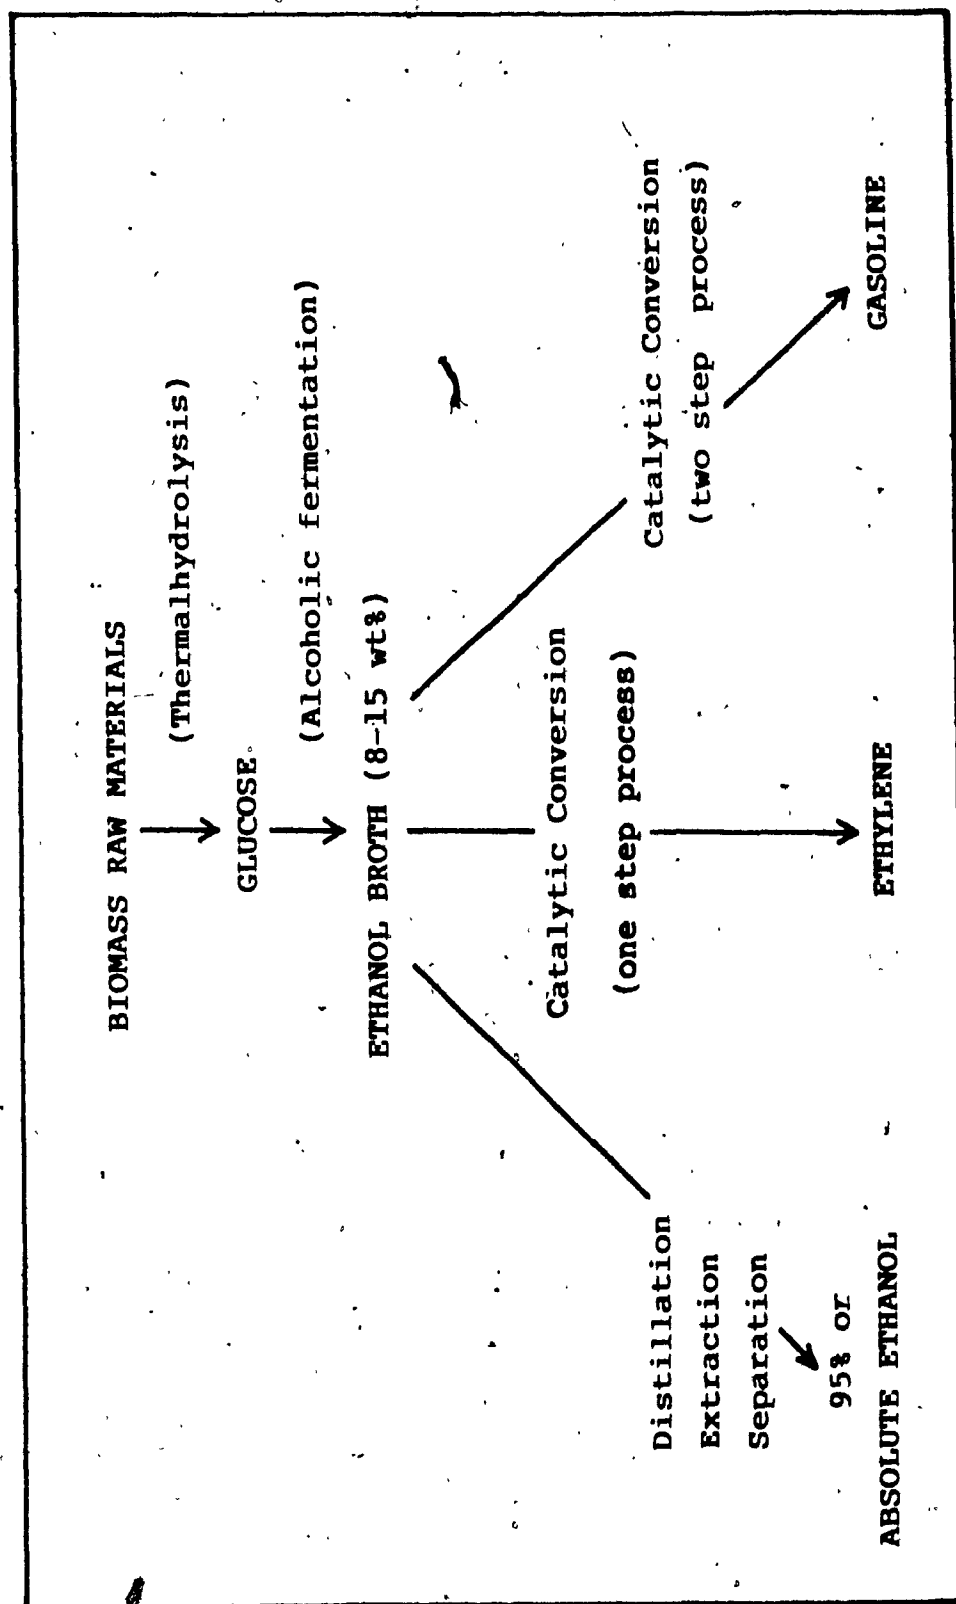 BIOMASS RAW MATERIALS
(Thermalhydrolysis)
GLUCOSE
(Alcoholic fermentation)
ETHANOL BROTH (8-15 wt%)
Distillation
Extraction
Separation
95% or
ABSOLUTE ETHANOL
Catalytic Conversion
(one step process)
ETHYLENE
Catalytic Conversion
(two step process)
GASOLINE